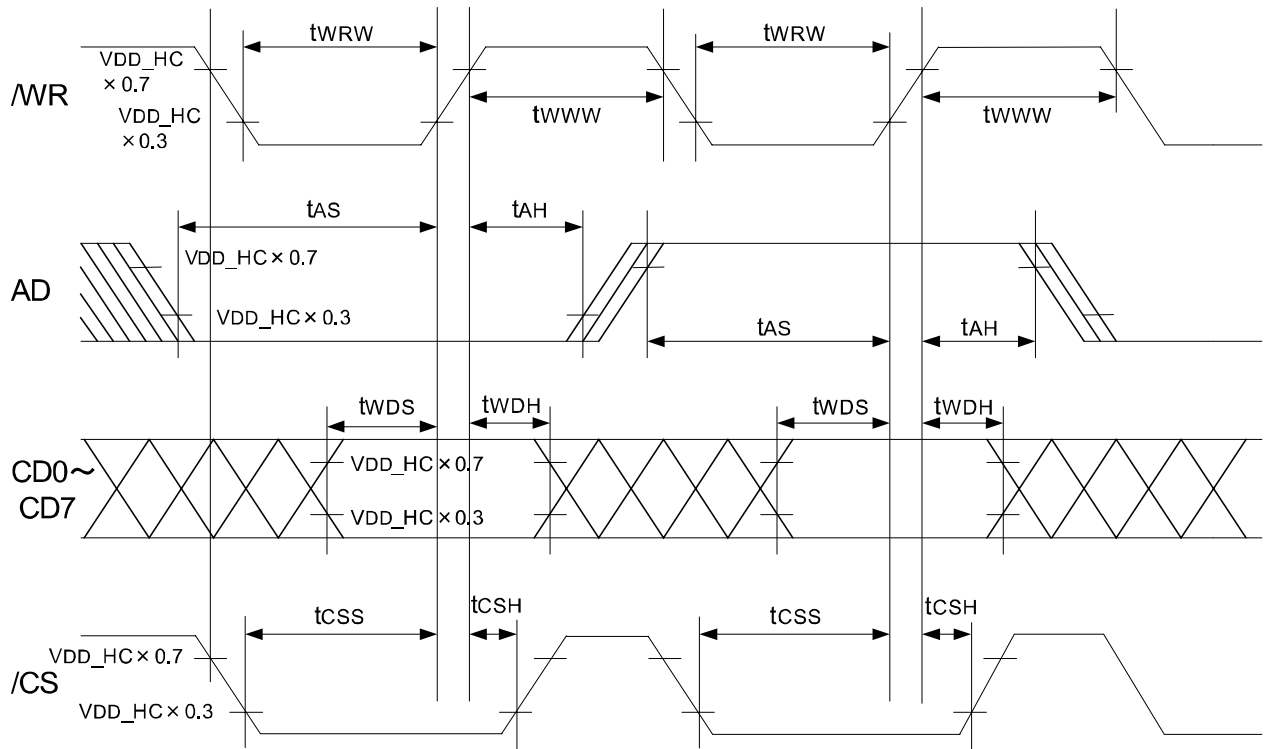 tWRW
tWRW
VDD_HC
×0.7
/WR
VDD_HC
×0.3
tWWW
tWWW
tAS
tAH
VDD_HC×0.7
AD
VDD_HC×0.3
tAS
tAH
tWDS
tWDH
tWDS
tWDH
CD0～
CD7
VDD_HC×0.7
VDD_HC×0.3
tCSS
tCSH
tCSS
tCSH
VDD_HC×0.7
/CS
VDD_HC×0.3